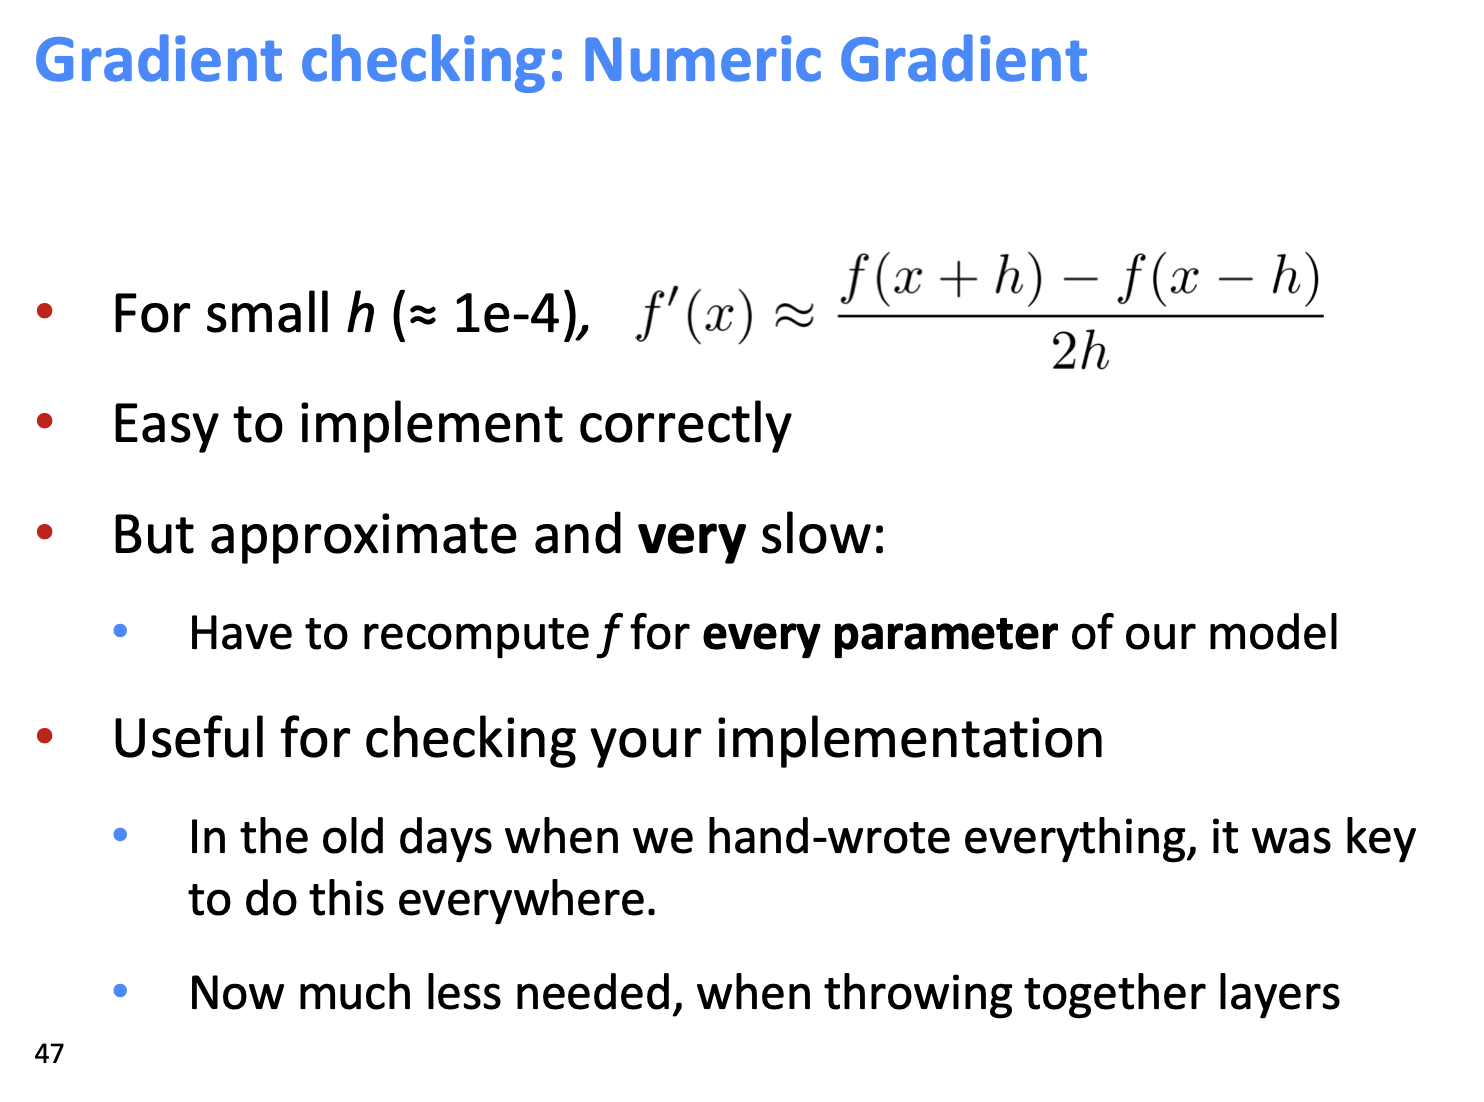 Gradient checking: Numeric Gradient
• For small h (≈ 1e-4), f′(x) ≈ f(x + h) − f(x − h) / 2h
• Easy to implement correctly
• But approximate and very slow:
• Have to recompute f for every parameter of our model
• Useful for checking your implementation
• In the old days when we hand-wrote everything, it was key
to do this everywhere.
• Now much less needed, when throwing together layers
47